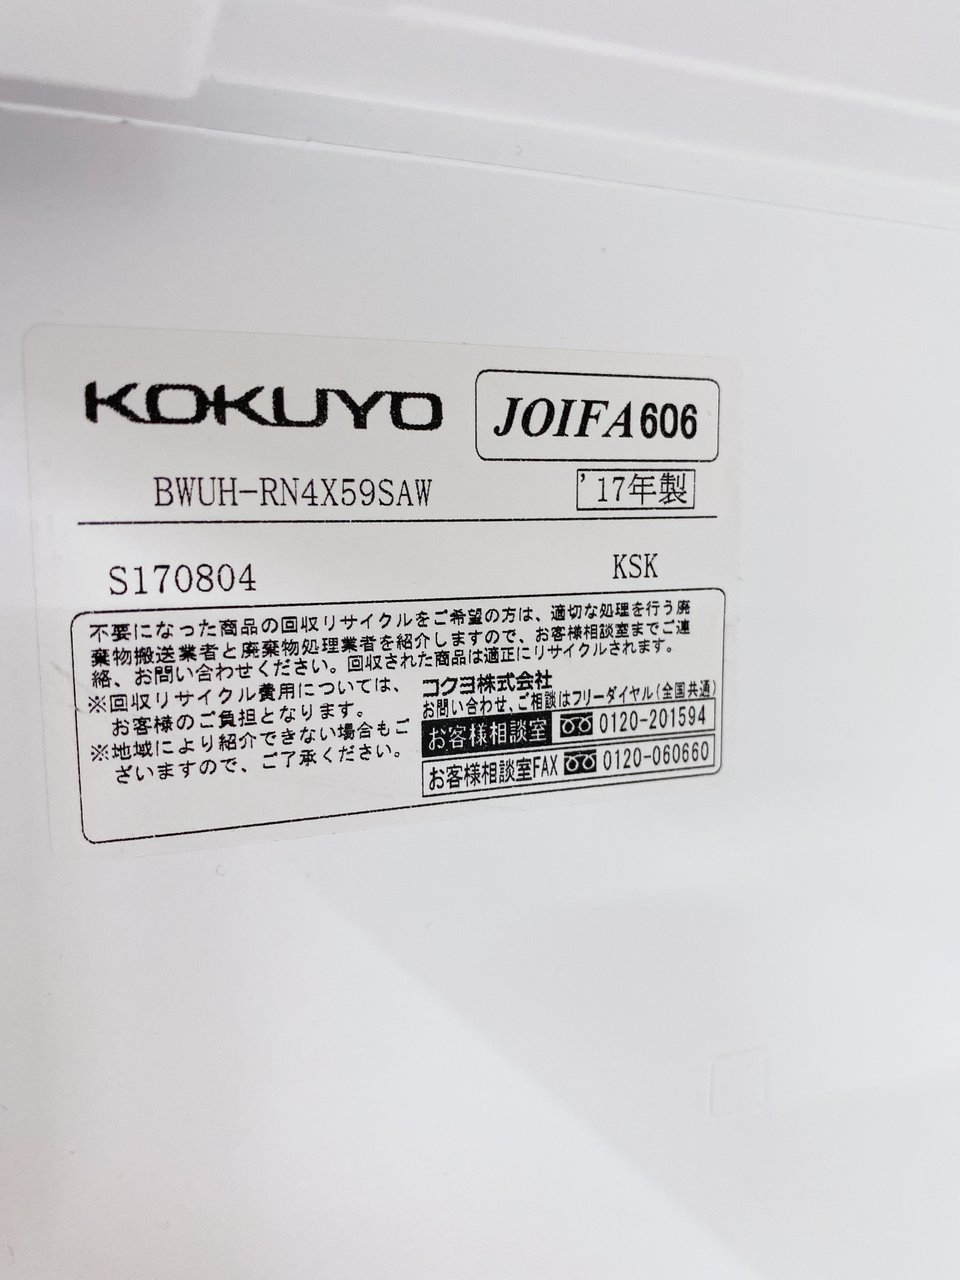 KOKUYO
JOIFA606
BWUH-RN4X59SAW
'17年製
S170804
KSK
不要になった商品の回収リサイクルをご希望の方は、適切な処理を行う廃
棄物搬送業者と廃棄物処理業者を紹介しますので、お客様相談室までご連
絡、お問い合わせください。回収された商品は適正にリサイクルされます。
※回収リサイクル費用については、
お客様のご負担となります。
※地域により紹介できない場合もご
ざいますので、ご了承ください。
コクヨ株式会社
お問い合わせ、ご相談はフリーダイヤル(全国共通)
お客様相談室 0120-201594
お客様相談室FAX 0120-060660